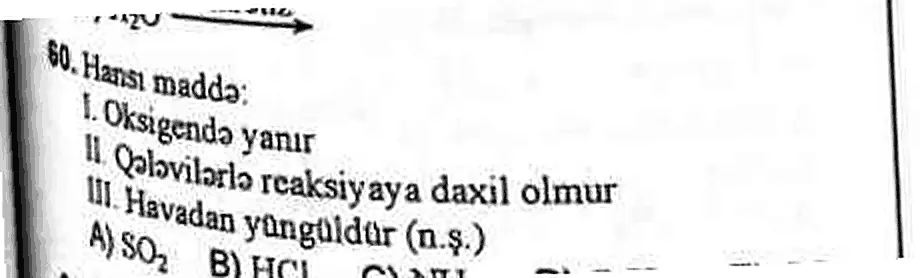 60. Hansı maddə:
I. Oksigendə yanır
II. Qələvilərlə reaksiyaya daxil olmur
III. Havadan yüngüldür (n.ş.)
A) SO₂ B) HCl